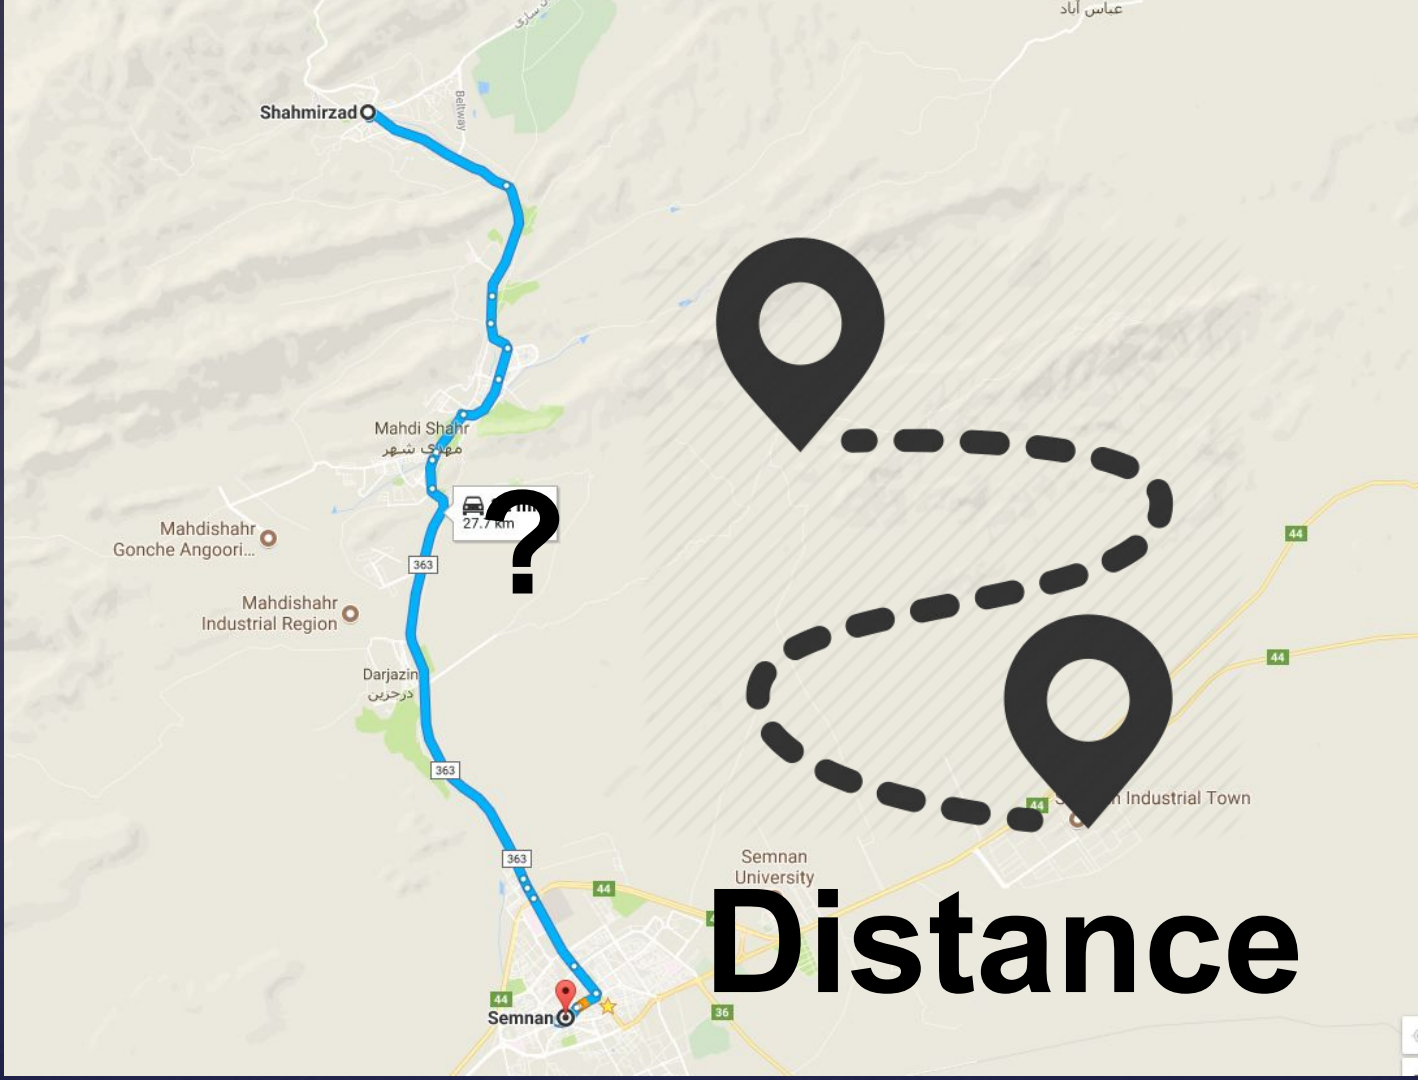 عباس آباد
Shahmirzad
Beltway
Mahdi Shahr
مهدی شهر
?
27.7 km
Mahdishahr
Gonche Angoori...
363
Mahdishahr
Industrial Region
44
44
Darjazin
درجزین
363
44
Industrial Town
363
Semnan
University
44
Distance
44
36
Semnan